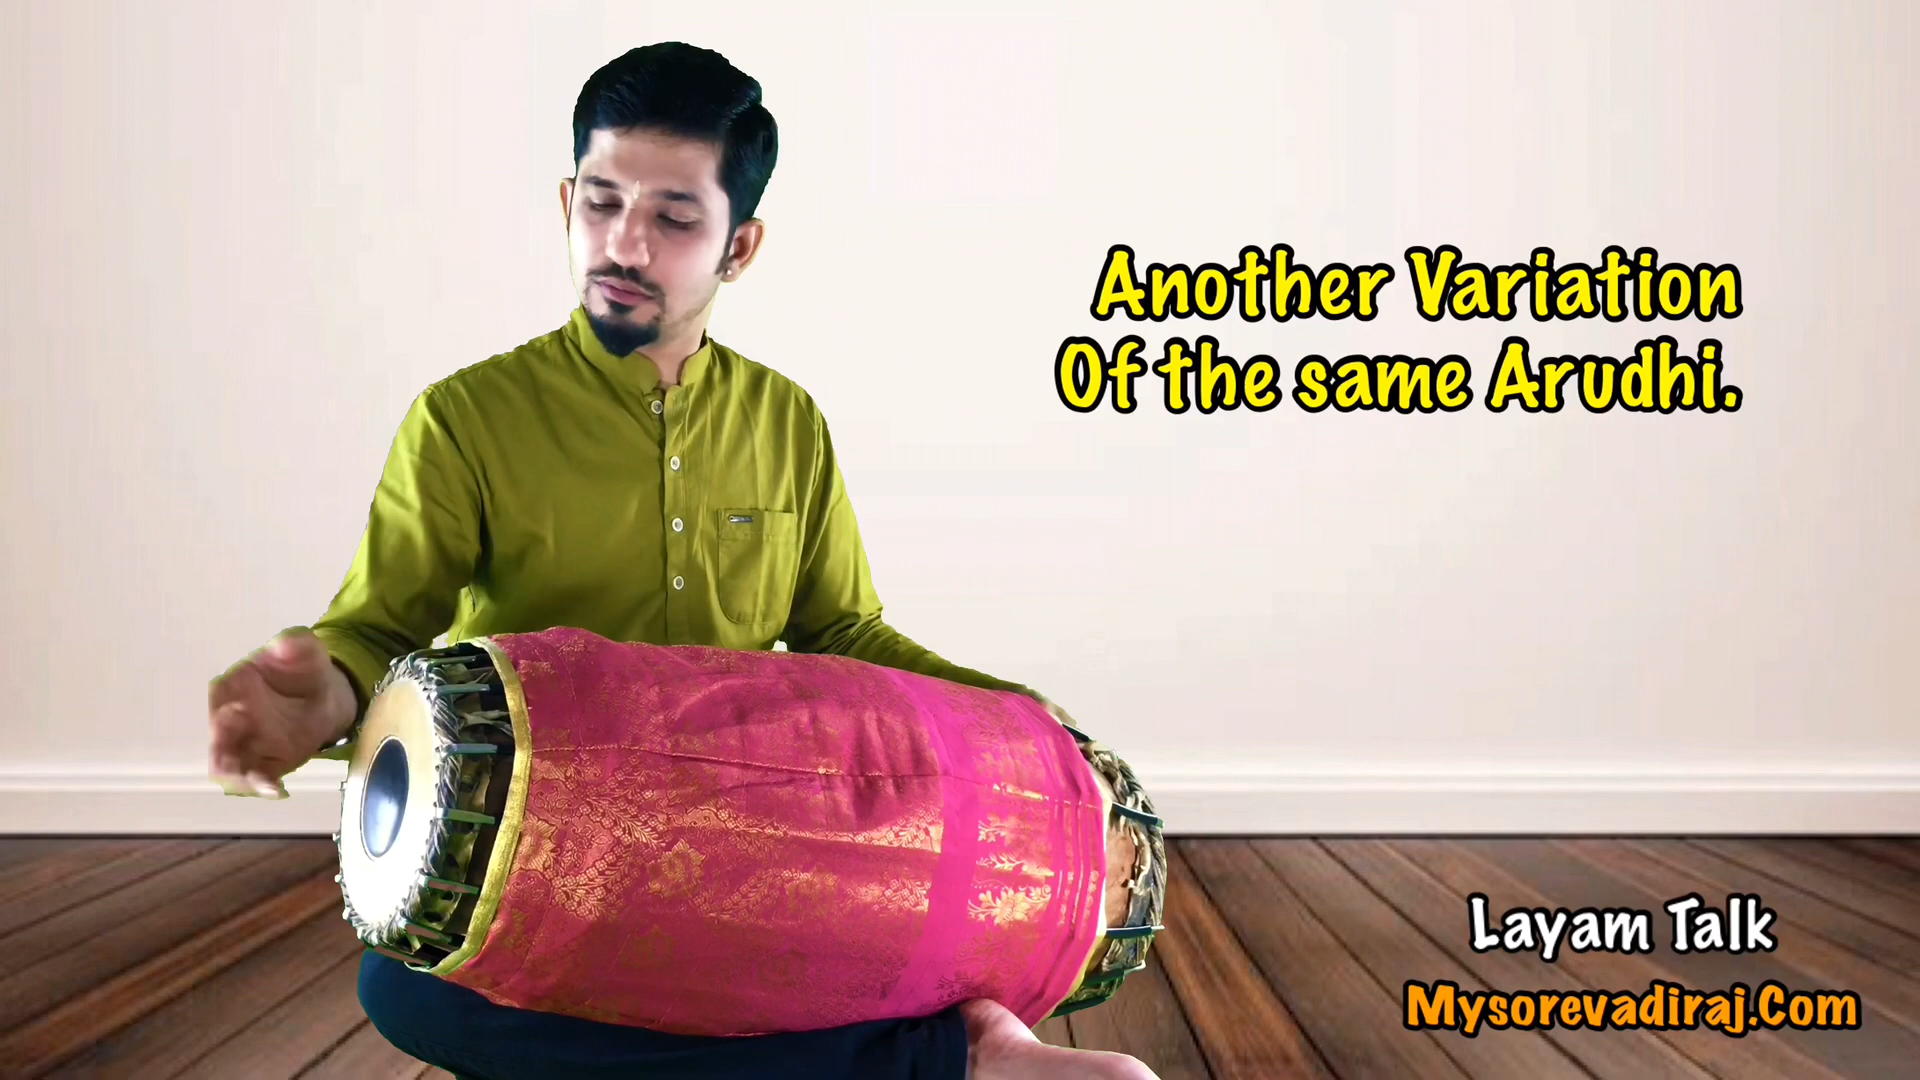 Another Variation
Of the same Arudhi.
Layam Talk
Mysorevadiraj.Com